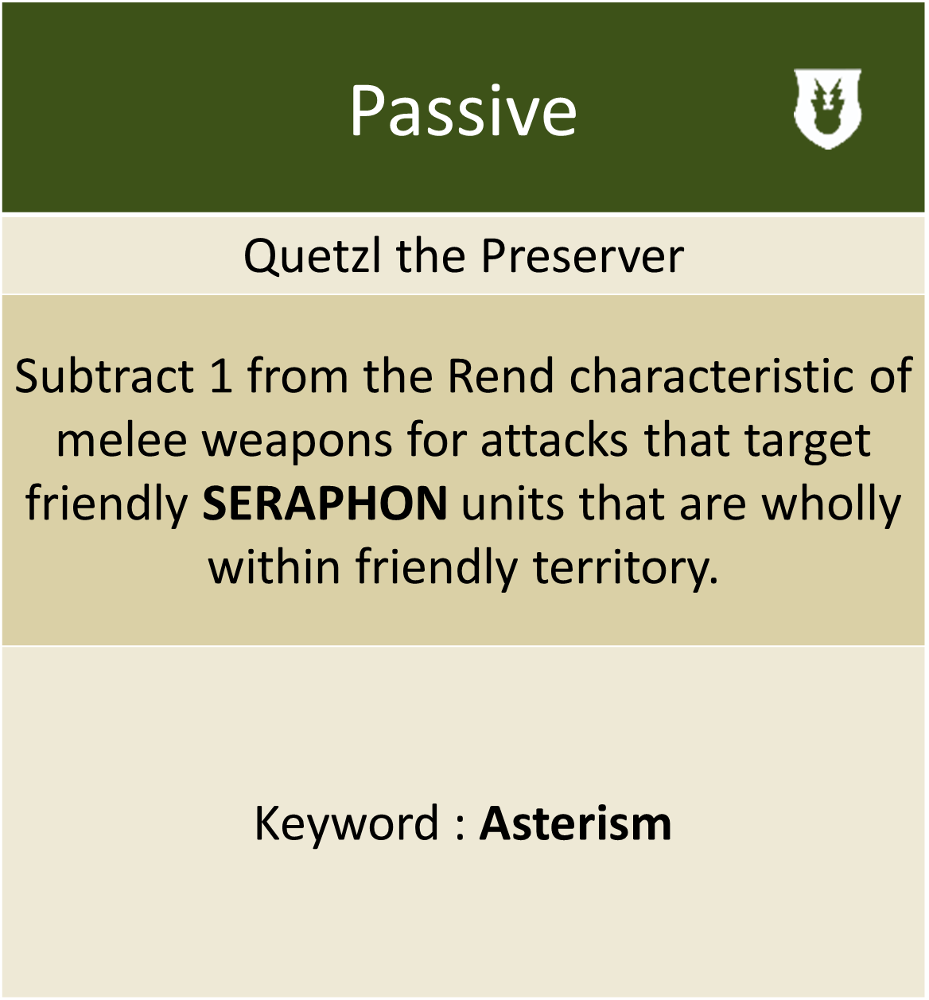 Passive
Quetzl the Preserver
Subtract 1 from the Rend characteristic of
melee weapons for attacks that target
friendly SERAPHON units that are wholly
within friendly territory.
Keyword : Asterism